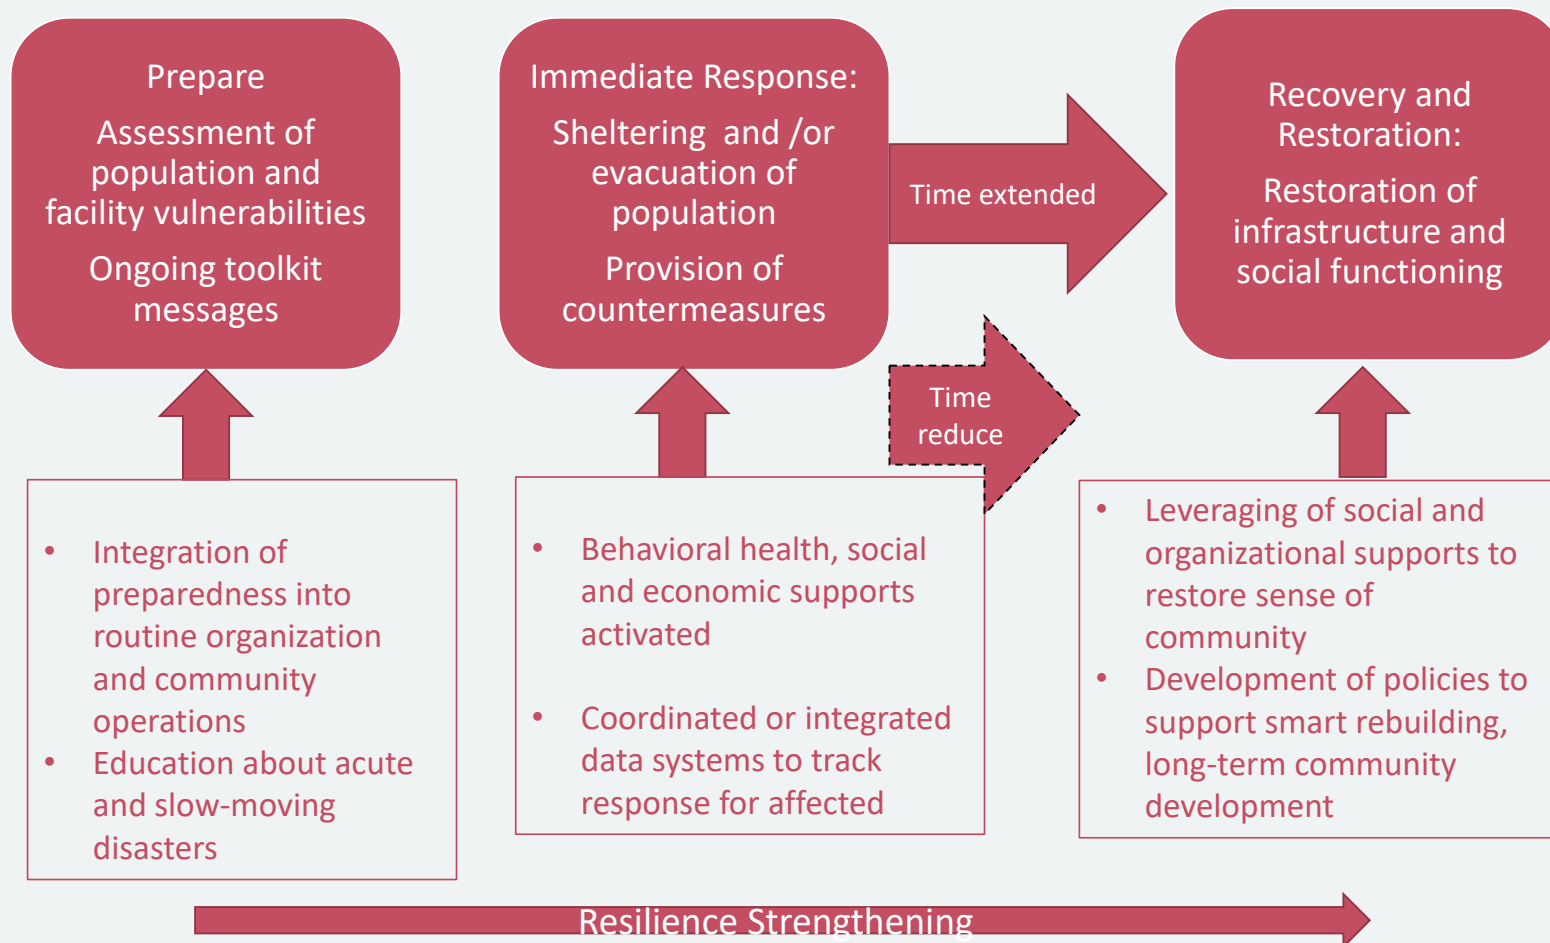 Prepare
Assessment of
population and
facility vulnerabilities
Ongoing toolkit
messages
Immediate Response:
Sheltering and /or
evacuation of
population
Provision of
countermeasures
Time extended
Recovery and
Restoration:
Restoration of
infrastructure and
social functioning
Time
reduce
• Integration of
preparedness into
routine organization
and community
operations
• Education about acute
and slow-moving
disasters
• Behavioral health, social
and economic supports
activated
• Coordinated or integrated
data systems to track
response for affected
• Leveraging of social and
organizational supports to
restore sense of
community
• Development of policies to
support smart rebuilding,
long-term community
development
Resilience Strengthening